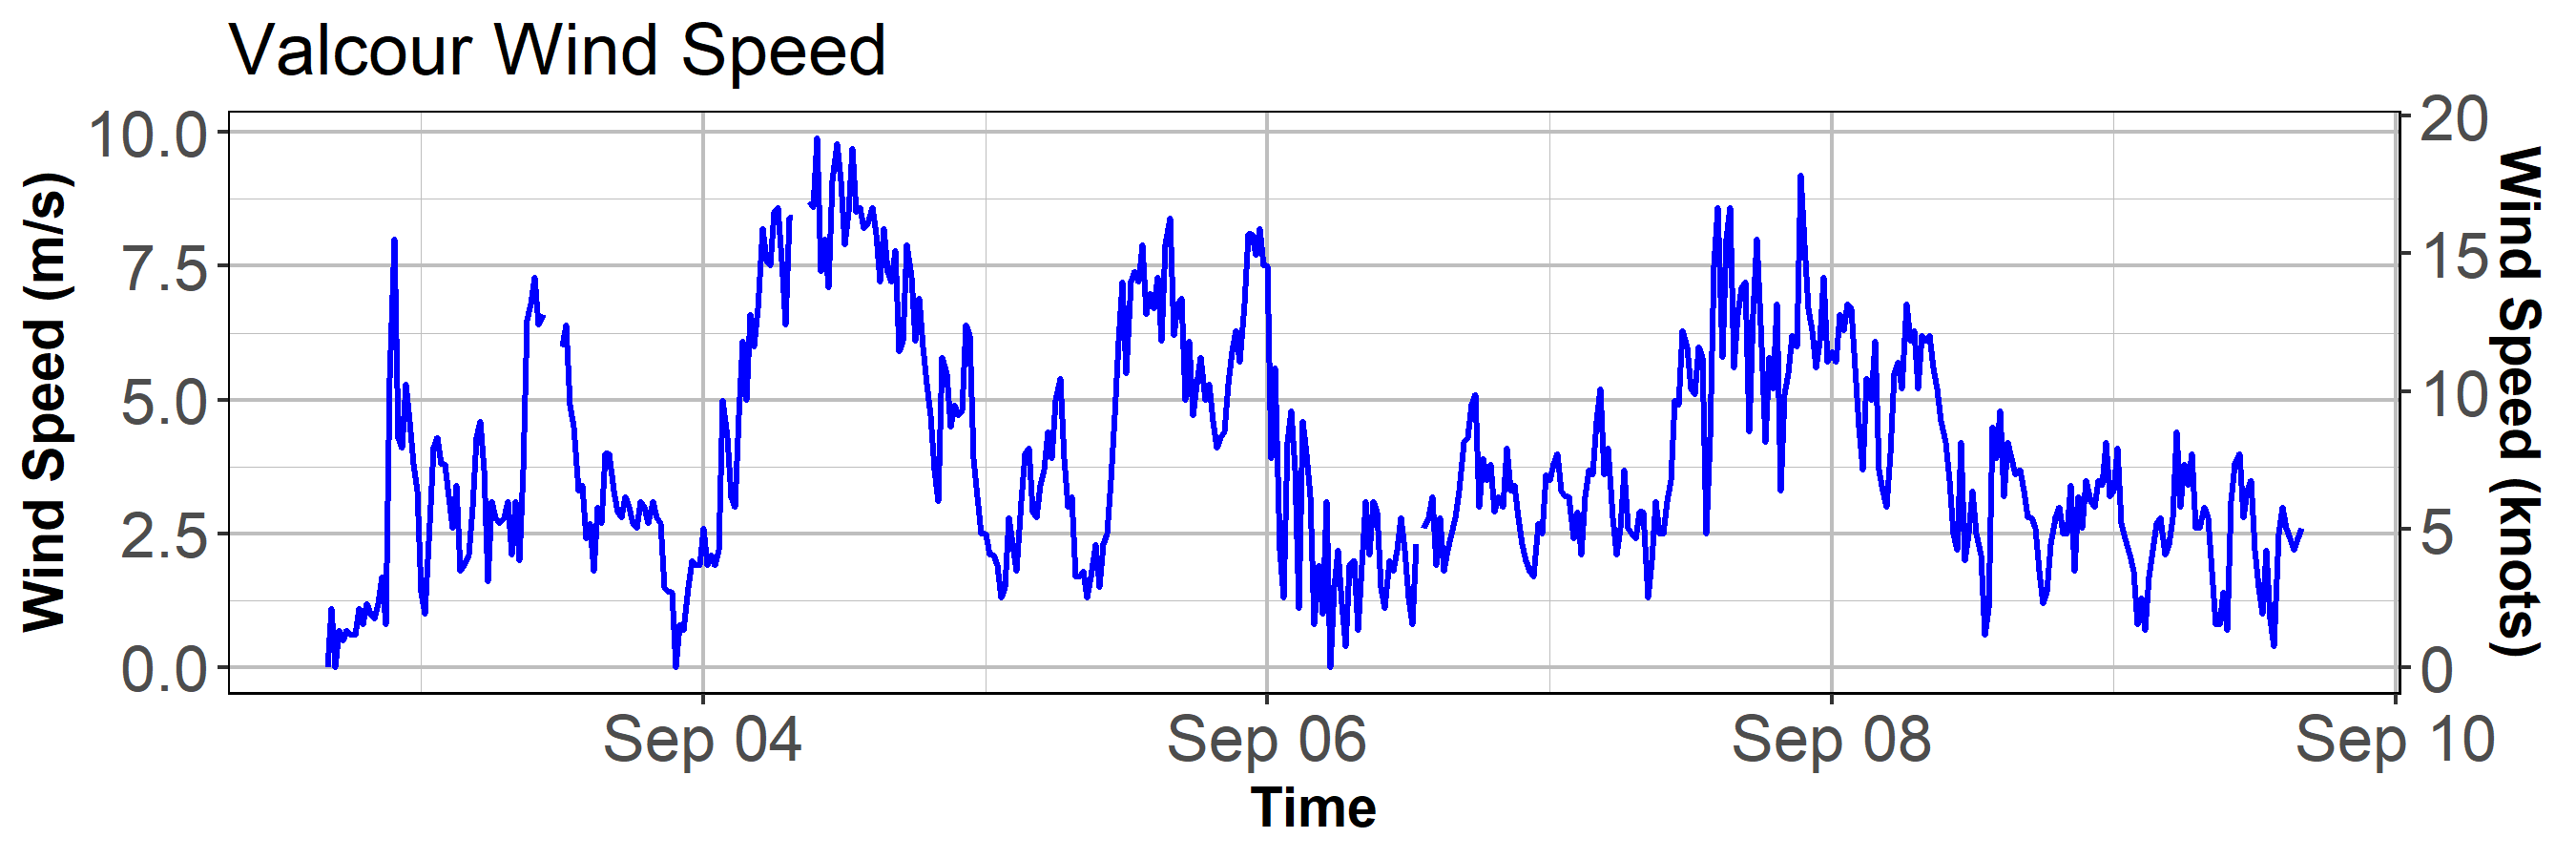 Valcour Wind Speed
10.0
7.5
5.0
2.5
0.0
Wind Speed (m/s)
20
15
10
5
0
Wind Speed (knots)
Sep 04
Sep 06
Sep 08
Sep 10
Time